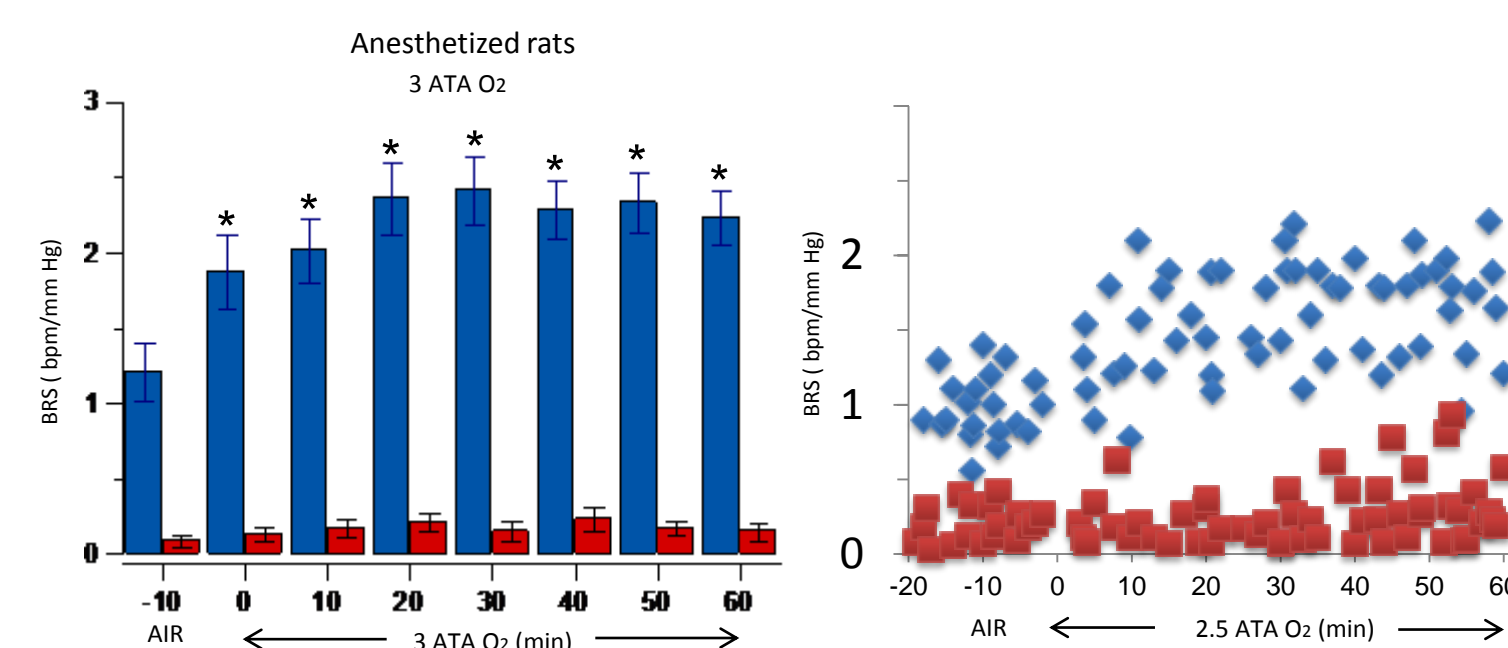 Anesthetized rats
3 ATA O2
3
2
1
0
BRS ( bpm/mm Hg)
* * * * * * *
-10 0 10 20 30 40 50 60
AIR
3 ATA O2 (min)
2
1
0
BRS ( bpm/mm Hg)
-20 -10 0 10 20 30 40 50
AIR
2.5 ATA O2 (min)